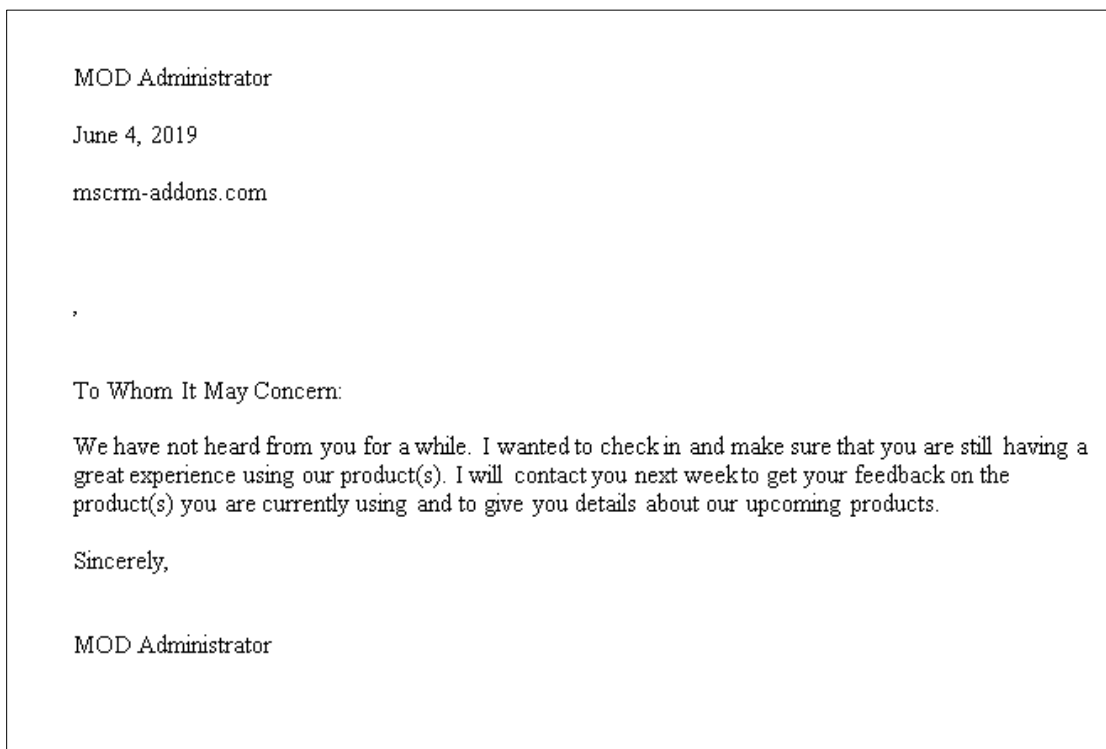 MOD Administrator
June 4, 2019
mscrm-addons.com
,
To Whom It May Concern:
We have not heard from you for a while. I wanted to check in and make sure that you are still having a
great experience using our product(s). I will contact you next week to get your feedback on the
product(s) you are currently using and to give you details about our upcoming products.
Sincerely,
MOD Administrator